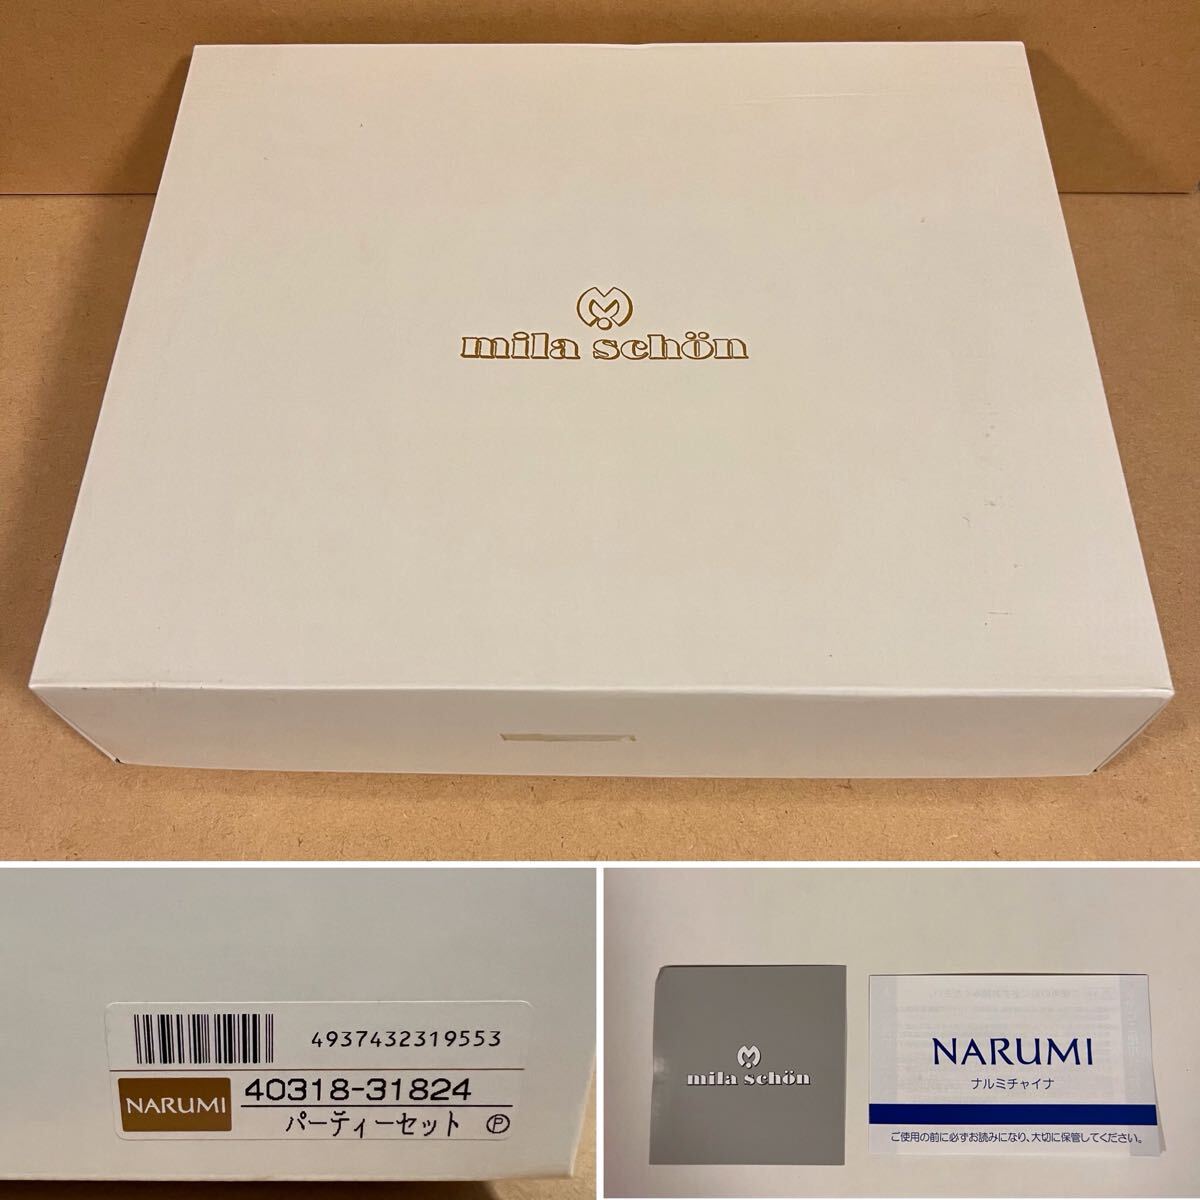 mila schön
4937432319553
NARUMI
40318-31824
パーティーセット Ⓟ
mila schön
NARUMI
ナルミチャイナ
ご使用の前に必ずお読みになり、大切に保管してください。